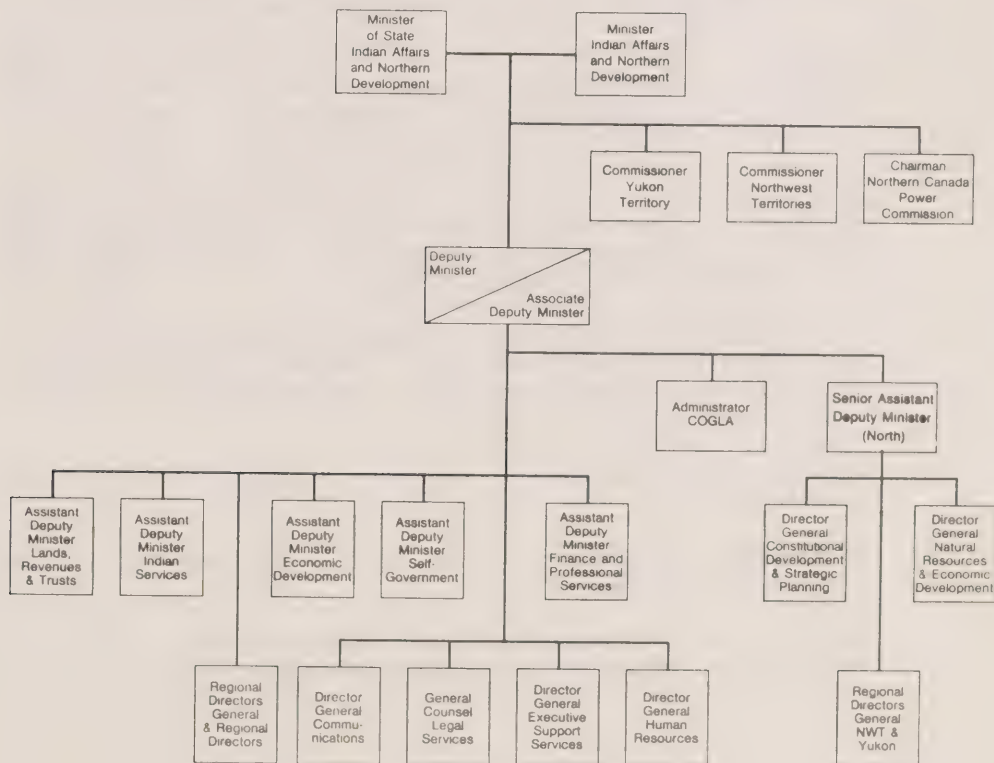 Minister
of State
Indian Affairs
and Northern
Development
Minister
Indian Affairs
and Northern
Development
Commissioner
Yukon
Territory
Commissioner
Northwest
Territories
Chairman
Northern Canada
Power
Commission
Deputy
Minister
Associate
Deputy Minister
Administrator
COGLA
Senior Assistant
Deputy Minister
(North)
Assistant
Deputy
Minister
Lands,
Revenues
& Trusts
Assistant
Deputy
Minister
Indian
Services
Assistant
Deputy
Minister
Economic
Development
Assistant
Deputy
Minister
Self-
Government
Assistant
Deputy
Minister
Finance and
Professional
Services
Director
General
Constitutional
Development
& Strategic
Planning
Director
General
Natural
Resources
& Economic
Development
Regional
Directors
General
& Regional
Directors
Director
General
Commu-
nications
General
Counsel
Legal
Services
Director
General
Executive
Support
Services
Director
General
Human
Resources
Regional
Directors
General
NWT &
Yukon